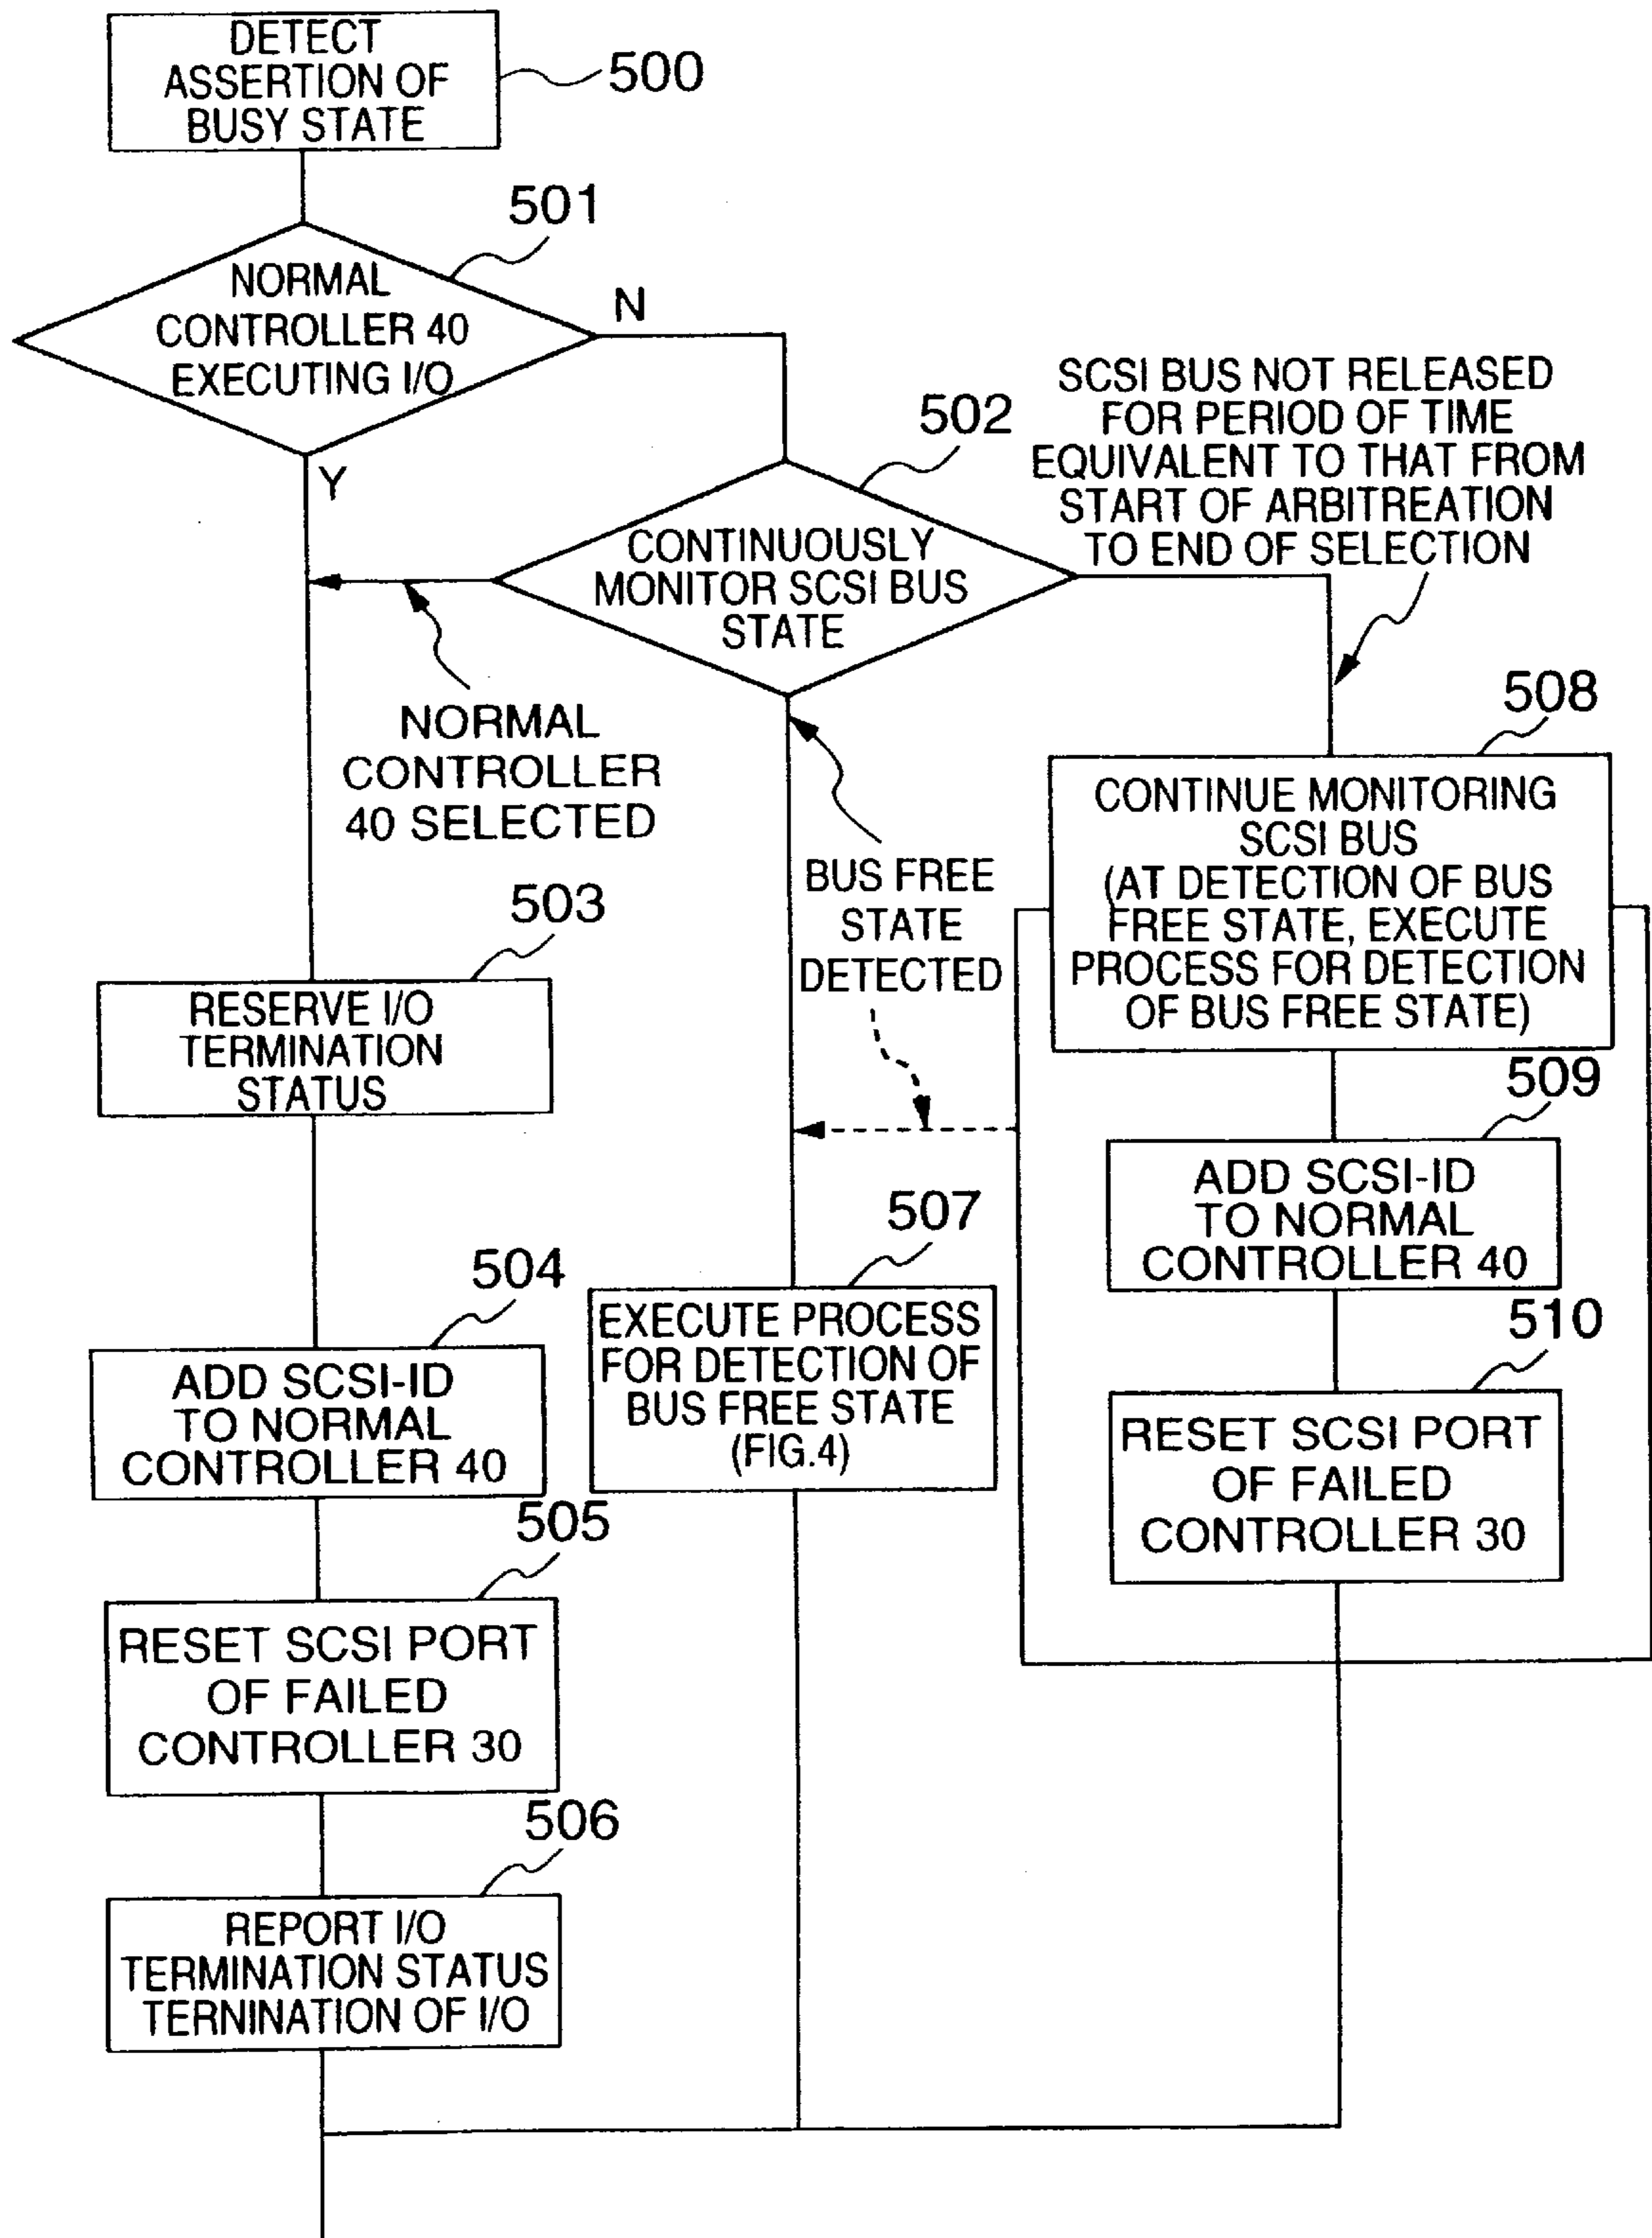 DETECT
ASSERTION OF
BUSY STATE
500
501
NORMAL
CONTROLLER 40
EXECUTING I/O
N
Y
502
CONTINUOUSLY
MONITOR SCSI BUS
STATE
SCSI BUS NOT RELEASED
FOR PERIOD OF TIME
EQUIVALENT TO THAT FROM
START OF ARBITREATION
TO END OF SELECTION
NORMAL
CONTROLLER
40 SELECTED
BUS FREE
STATE
DETECTED
503
RESERVE I/O
TERMINATION
STATUS
504
ADD SCSI-ID
TO NORMAL
CONTROLLER 40
505
RESET SCSI PORT
OF FAILED
CONTROLLER 30
506
REPORT I/O
TERMINATION STATUS
TERNINATION OF I/O
507
EXECUTE PROCESS
FOR DETECTION OF
BUS FREE STATE
(FIG.4)
508
CONTINUE MONITORING
SCSI BUS
(AT DETECTION OF BUS
FREE STATE, EXECUTE
PROCESS FOR DETECTION
OF BUS FREE STATE)
509
ADD SCSI-ID
TO NORMAL
CONTROLLER 40
510
RESET SCSI PORT
OF FAILED
CONTROLLER 30